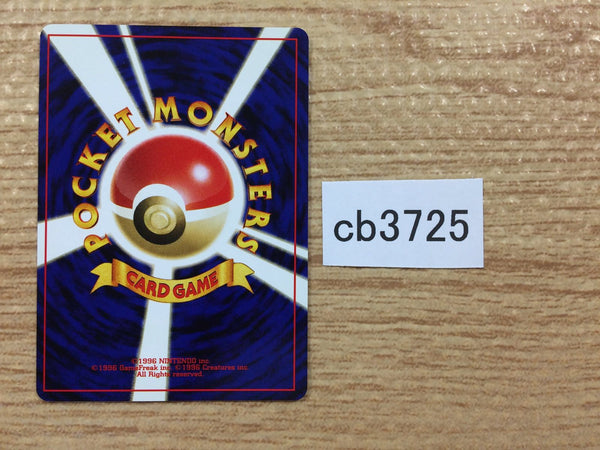 POCKET MONSTERS
CARD GAME
©1996 NINTENDO inc.
©1996 GameFreak inc. ©1996 Creatures inc.
All Rights reserved.
cb3725